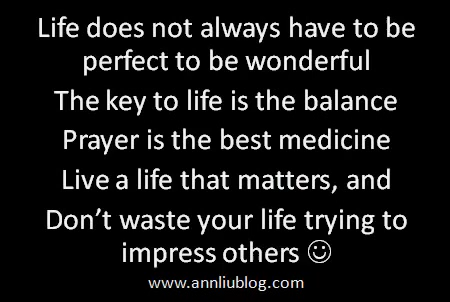 Life does not always have to be
perfect to be wonderful
The key to life is the balance
Prayer is the best medicine
Live a life that matters, and
Don't waste your life trying to
impress others ☺
www.annliublog.com